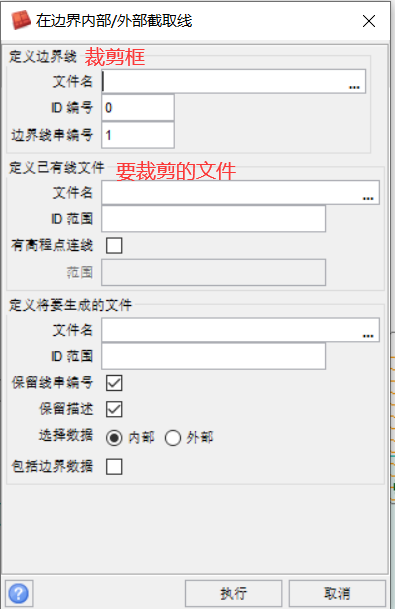 在边界内部/外部截取线
定义边界线 裁剪框
文件名 ...
ID 编号 0
边界线串编号 1
定义已有线文件 要裁剪的文件
文件名 ...
ID 范围
有高程点连线
范围
定义将要生成的文件
文件名 ...
ID 范围
保留线串编号
保留描述
选择数据 内部 外部
包括边界数据
? 执行 取消